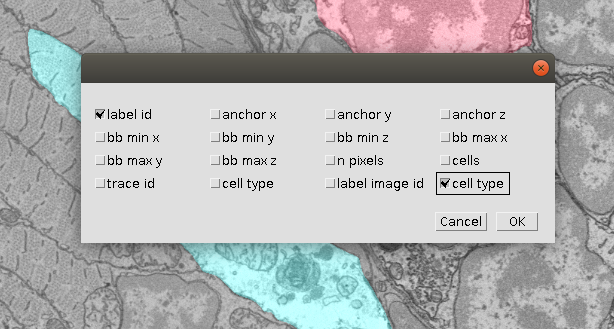 label id anchor x anchor y anchor z
bb min x bb min y bb min z bb max x
bb max y bb max z n pixels cells
trace id cell type label image id cell type
Cancel OK